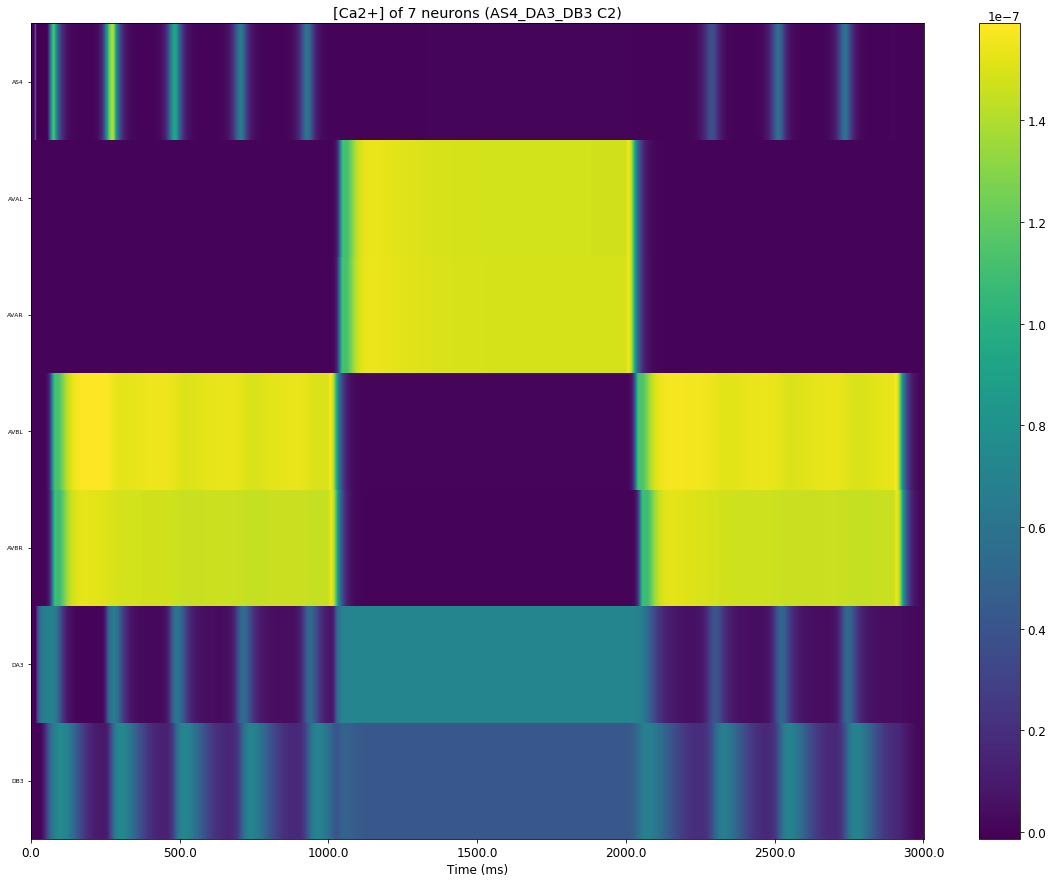 [Ca2+] of 7 neurons (AS4_DA3_DB3 C2)
1e−7
AS4
AVAL
AVAR
AVBL
AVBR
DA3
DB3
0.0 500.0 1000.0 1500.0 2000.0 2500.0 3000.0
Time (ms)
1.4
1.2
1.0
0.8
0.6
0.4
0.2
0.0